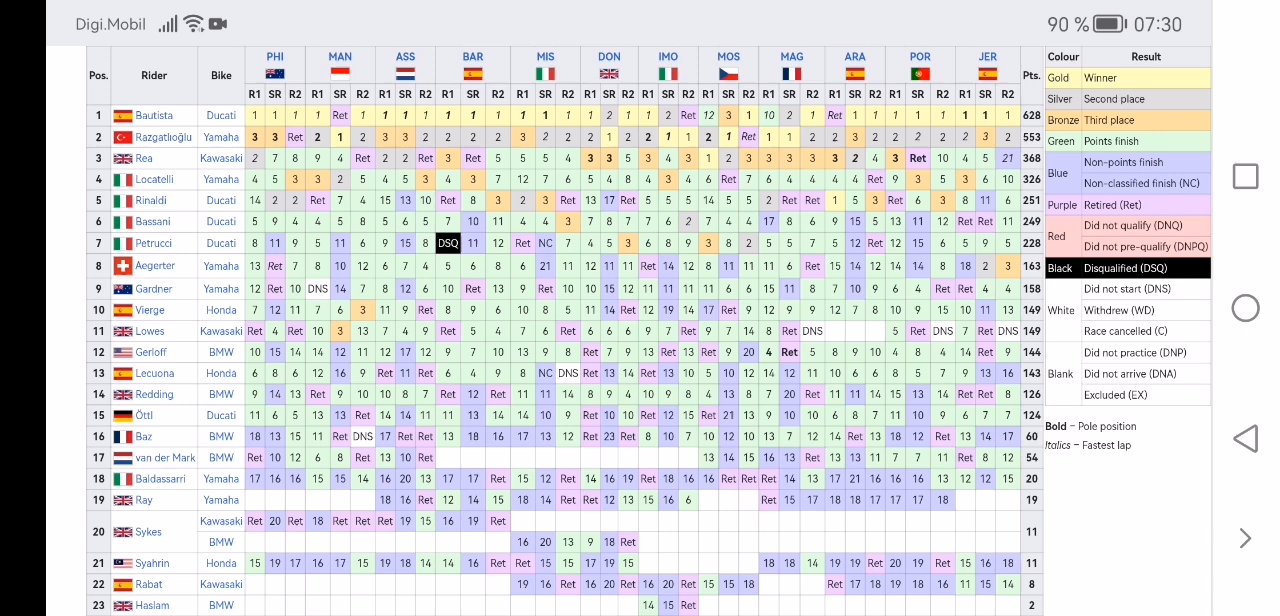 Digi.Mobil 90 % 07:30
Pos. Rider Bike PHI MAN ASS BAR MIS DON IMO MOS MAG ARA POR JER Pts. Colour Result
R1 SR R2 R1 SR R2 R1 SR R2 R1 SR R2 R1 SR R2 R1 SR R2 R1 SR R2 R1 SR R2 R1 SR R2 R1 SR R2 R1 SR R2 R1 SR R2
1 Bautista Ducati 1 1 1 1 Ret 1 1 1 1 1 1 1 1 1 1 1 2 1 1 2 Ret 12 3 1 10 2 1 Ret 1 1 1 1 1 1 1 1 628
2 Razgatlıoğlu Yamaha 3 3 Ret 2 1 2 3 3 2 2 2 2 3 2 2 2 1 2 2 1 1 2 1 Ret 1 1 2 2 3 2 2 2 2 2 3 2 553
3 Rea Kawasaki 2 7 8 9 4 Ret 2 2 Ret 3 Ret 5 5 5 4 3 3 5 3 4 3 1 2 3 3 3 3 3 2 4 3 Ret 10 4 5 21 368
4 Locatelli Yamaha 4 5 3 3 2 5 4 4 3 4 3 7 12 7 6 5 4 8 4 3 4 6 Ret 7 6 4 4 4 4 Ret 9 3 5 3 6 10 326
5 Rinaldi Ducati 14 2 2 Ret 7 4 15 13 10 Ret 8 3 2 3 Ret 13 17 Ret 5 5 5 14 5 5 2 Ret Ret 1 5 3 Ret 6 3 8 11 6 251
6 Bassani Ducati 5 9 4 4 5 8 5 6 5 7 10 11 4 4 3 7 8 7 7 6 2 7 4 4 17 8 6 9 15 5 13 11 12 Ret Ret 11 249
7 Petrucci Ducati 8 11 9 5 11 6 9 15 8 DSQ 11 12 Ret NC 7 4 5 3 6 8 9 3 8 2 5 5 7 5 12 Ret 12 15 6 5 9 5 228
8 Aegerter Yamaha 13 Ret 7 8 10 12 6 7 4 5 6 8 6 21 11 12 11 11 Ret 14 12 8 11 11 11 6 Ret 15 14 12 14 14 8 18 2 3 163
9 Gardner Yamaha 12 Ret 10 DNS 14 7 8 12 6 10 Ret 13 9 Ret 10 10 15 12 11 11 11 11 6 6 15 11 8 7 10 9 6 4 Ret Ret 4 4 158
10 Vierge Honda 7 12 11 7 6 3 11 9 Ret 8 9 6 10 8 5 11 14 Ret 12 19 14 17 Ret 9 12 9 9 12 7 8 10 9 15 10 11 13 149
11 Lowes Kawasaki Ret 4 Ret 10 3 13 7 4 9 Ret 5 4 7 6 Ret 6 6 6 9 7 Ret 9 7 14 8 Ret DNS 5 Ret DNS 7 Ret DNS 149
12 Gerloff BMW 10 15 14 14 12 11 12 17 12 9 7 10 13 9 8 Ret 7 9 13 Ret 13 Ret 9 20 4 Ret 5 8 9 10 4 8 4 14 Ret 9 144
13 Lecuona Honda 6 8 6 12 16 9 Ret 11 Ret 6 4 9 8 NC DNS Ret 13 14 Ret 13 10 5 10 12 14 12 11 10 6 6 8 5 7 9 13 16 143
14 Redding BMW 9 14 13 Ret 9 10 10 8 7 Ret 12 Ret 11 11 14 8 9 4 10 9 8 4 13 8 7 20 Ret 11 11 14 15 13 14 Ret Ret 8 126
15 Öttl Ducati 11 6 5 13 13 Ret 14 14 11 11 13 14 14 10 9 Ret 10 10 Ret 12 15 Ret 21 13 9 10 10 6 8 7 11 10 9 6 7 7 124
16 Baz BMW 18 13 15 11 Ret DNS 17 Ret Ret 13 18 16 17 13 12 Ret 23 Ret 8 10 7 10 12 10 13 7 12 14 Ret 13 18 12 Ret 13 14 17 60
17 van der Mark BMW Ret 10 12 6 8 Ret 13 10 Ret 13 14 15 16 13 Ret 13 13 11 7 7 11 Ret 8 12 54
18 Baldassarri Yamaha 17 16 16 15 15 14 16 20 13 17 17 Ret 15 12 Ret 14 16 19 Ret 18 16 16 Ret Ret Ret 14 13 17 21 16 16 16 13 12 12 15 20
19 Ray Yamaha 18 16 Ret 12 14 15 18 14 Ret Ret 12 13 15 16 6 Ret 15 17 18 18 17 17 17 18 19
20 Sykes Kawasaki Ret 20 Ret 18 Ret Ret Ret 19 15 16 19 Ret 11
BMW 16 20 13 9 18 Ret
21 Syahrin Honda 15 19 17 16 17 15 19 18 14 14 16 Ret Ret 15 15 17 19 15 18 18 14 19 19 Ret 20 19 Ret 15 16 18 11
22 Rabat Kawasaki 19 16 Ret 16 20 Ret 16 20 Ret 15 15 18 Ret 17 18 19 18 16 11 15 14 8
23 Haslam BMW 14 15 Ret 2
Gold Winner
Silver Second place
Bronze Third place
Green Points finish
Blue Non-points finish
Non-classified finish (NC)
Purple Retired (Ret)
Red Did not qualify (DNQ)
Did not pre-qualify (DNPQ)
Black Disqualified (DSQ)
White Did not start (DNS)
Withdrew (WD)
Race cancelled (C)
Blank Did not practice (DNP)
Did not arrive (DNA)
Excluded (EX)
Bold – Pole position
Italics – Fastest lap